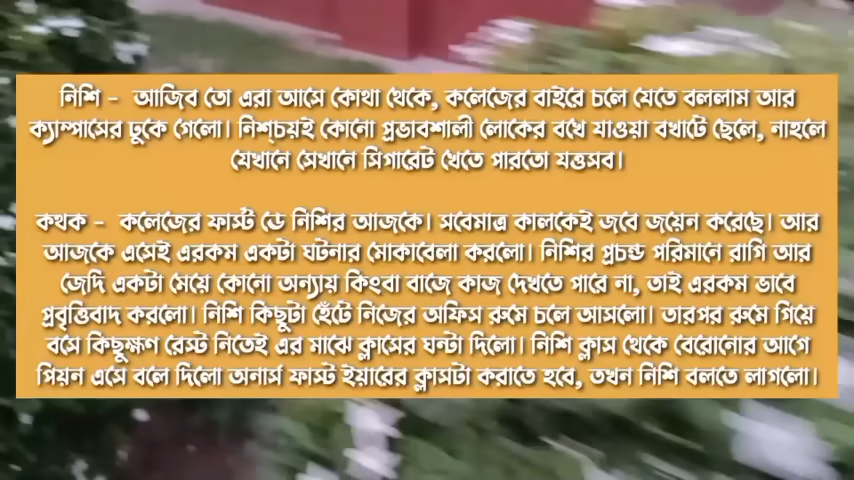 নিশি - আজিব তো এরা আসে কোথা থেকে, কলেজের বাইরে চলে যেতে বললাম আর
ক্যাম্পাসের ঢুকে গেলো। নিশ্চয়ই কোনো প্রভাবশালী লোকের বখে যাওয়া বখাটে ছেলে, নাহলে
যেখানে সেখানে সিগারেট খেতে পারতো যত্তসব।
কথক - কলেজের ফার্স্ট ডে নিশির আজকে। সবেমাত্র কালকেই জবে জয়েন করেছে। আর
আজকে এসেই এরকম একটা ঘটনার মোকাবেলা করলো। নিশির প্রচন্ড পরিমানে রাগি আর
জেদি একটা মেয়ে কোনো অন্যায় কিংবা বাজে কাজ দেখতে পারে না, তাই এরকম ভাবে
প্রবৃত্তিবাদ করলো। নিশি কিছুটা হেঁটে নিজের অফিস রুমে চলে আসলো। তারপর রুমে গিয়ে
বসে কিছুক্ষণ রেস্ট নিতেই এর মাঝে ক্লাসের ঘন্টা দিলো। নিশি ক্লাস থেকে বেরোনোর আগে
পিয়ন এসে বলে দিলো অনার্স ফাস্ট ইয়ারের ক্লাসটা করাতে হবে, তখন নিশি বলতে লাগলো।